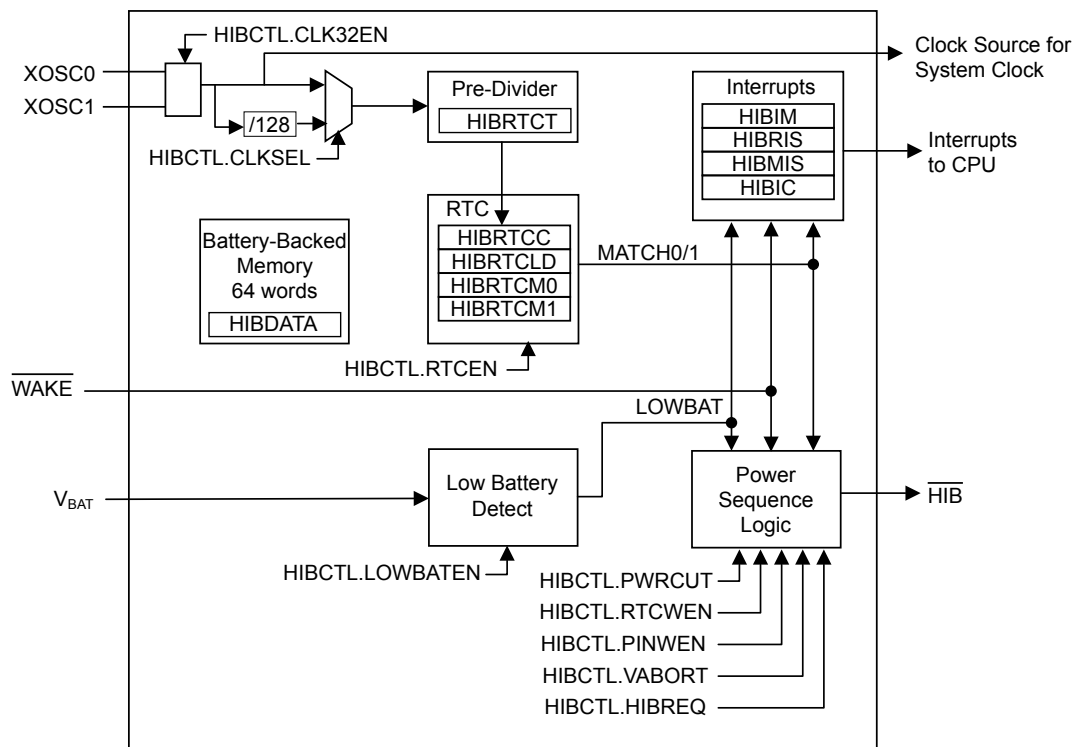 HIBCTL.CLK32EN
XOSC0
XOSC1
/128
HIBCTL.CLKSEL
Pre-Divider
HIBRTCT
Interrupts
HIBIM
HIBRIS
HIBMIS
HIBIC
Clock Source for
System Clock
Interrupts
to CPU
Battery-Backed
Memory
64 words
HIBDATA
RTC
HIBRTCC
HIBRTCLD
HIBRTCM0
HIBRTCM1
MATCH0/1
HIBCTL.RTCEN
WAKE
LOWBAT
VBAT
Low Battery
Detect
HIBCTL.LOWBATEN
Power
Sequence
Logic
HIB
HIBCTL.PWRCUT
HIBCTL.RTCWEN
HIBCTL.PINWEN
HIBCTL.VABORT
HIBCTL.HIBREQ